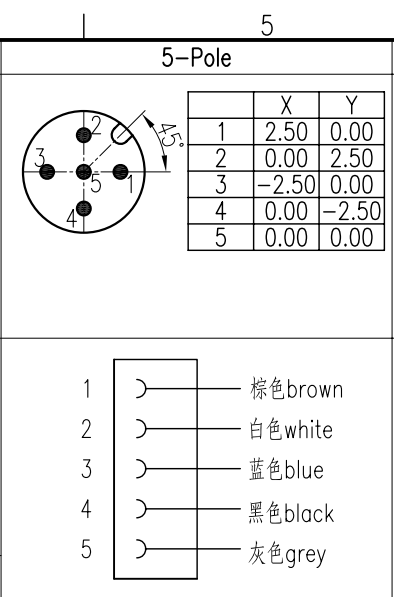 5
5-Pole
2
45°
3
5
1
4
X Y
1 2.50 0.00
2 0.00 2.50
3 -2.50 0.00
4 0.00 -2.50
5 0.00 0.00
1 棕色brown
2 白色white
3 蓝色blue
4 黑色black
5 灰色grey